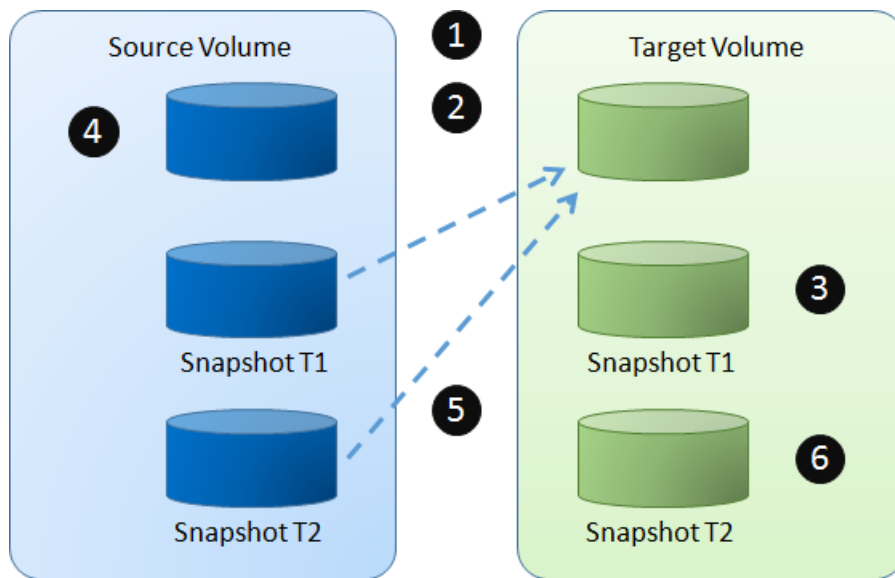 Source Volume
1
Target Volume
2
4
3
Snapshot T1
Snapshot T1
5
6
Snapshot T2
Snapshot T2